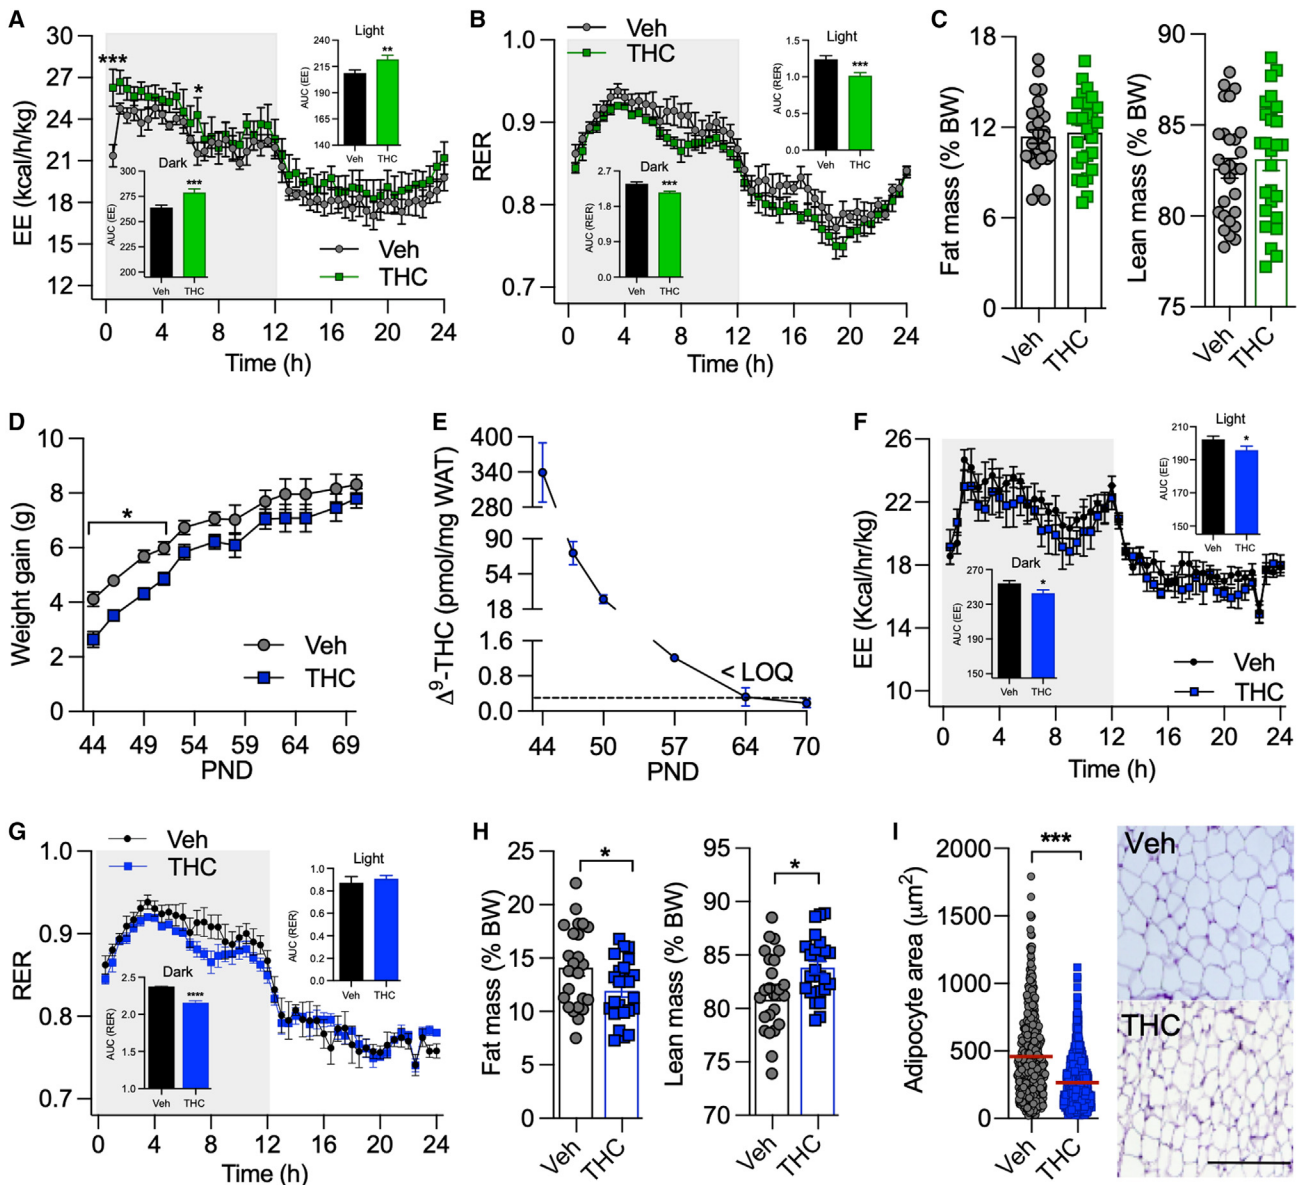 A
EE (kcal/h/kg)
30
27
24
21
18
15
12
***
*
0 4 8 12 16 20 24
Time (h)
Veh
THC
Light
AUC (EE)
240
215
190
165
140
**
Veh THC
Dark
AUC (EE)
300
275
250
225
200
***
Veh THC
B
RER
1.0
0.9
0.8
0.7
0 4 8 12 16 20 24
Time (h)
Veh
THC
Light
AUC (RER)
1.5
1.0
0.5
0.0
***
Veh THC
Dark
AUC (RER)
2.7
1.8
0.9
0.0
***
Veh THC
C
Fat mass (% BW)
18
12
6
0
Veh THC
Lean mass (% BW)
90
85
80
75
Veh THC
D
Weight gain (g)
10
8
6
4
2
0
*
Veh
THC
44 49 54 59 64 69
PND
E
Δ9-THC (pmol/mg WAT)
400
340
280
90
54
18
1.6
0.8
0.0
< LOQ
44 50 57 64 70
PND
F
EE (Kcal/hr/kg)
26
22
18
14
10
0 4 8 12 16 20 24
Time (h)
Veh
THC
Light
AUC (EE)
210
190
170
150
*
Veh THC
Dark
AUC (EE)
270
230
190
150
*
Veh THC
G
RER
1.0
0.9
0.8
0.7
0 4 8 12 16 20 24
Time (h)
Veh
THC
Light
AUC (RER)
1.0
0.8
0.6
0.4
0.2
0.0
Veh THC
Dark
AUC (RER)
2.5
2.0
1.5
1.0
****
Veh THC
H
Fat mass (% BW)
25
20
15
10
5
0
*
Veh THC
Lean mass (% BW)
95
90
85
80
75
70
*
Veh THC
I
Adipocyte area (μm2)
2000
1500
1000
500
0
***
Veh THC
Veh
THC